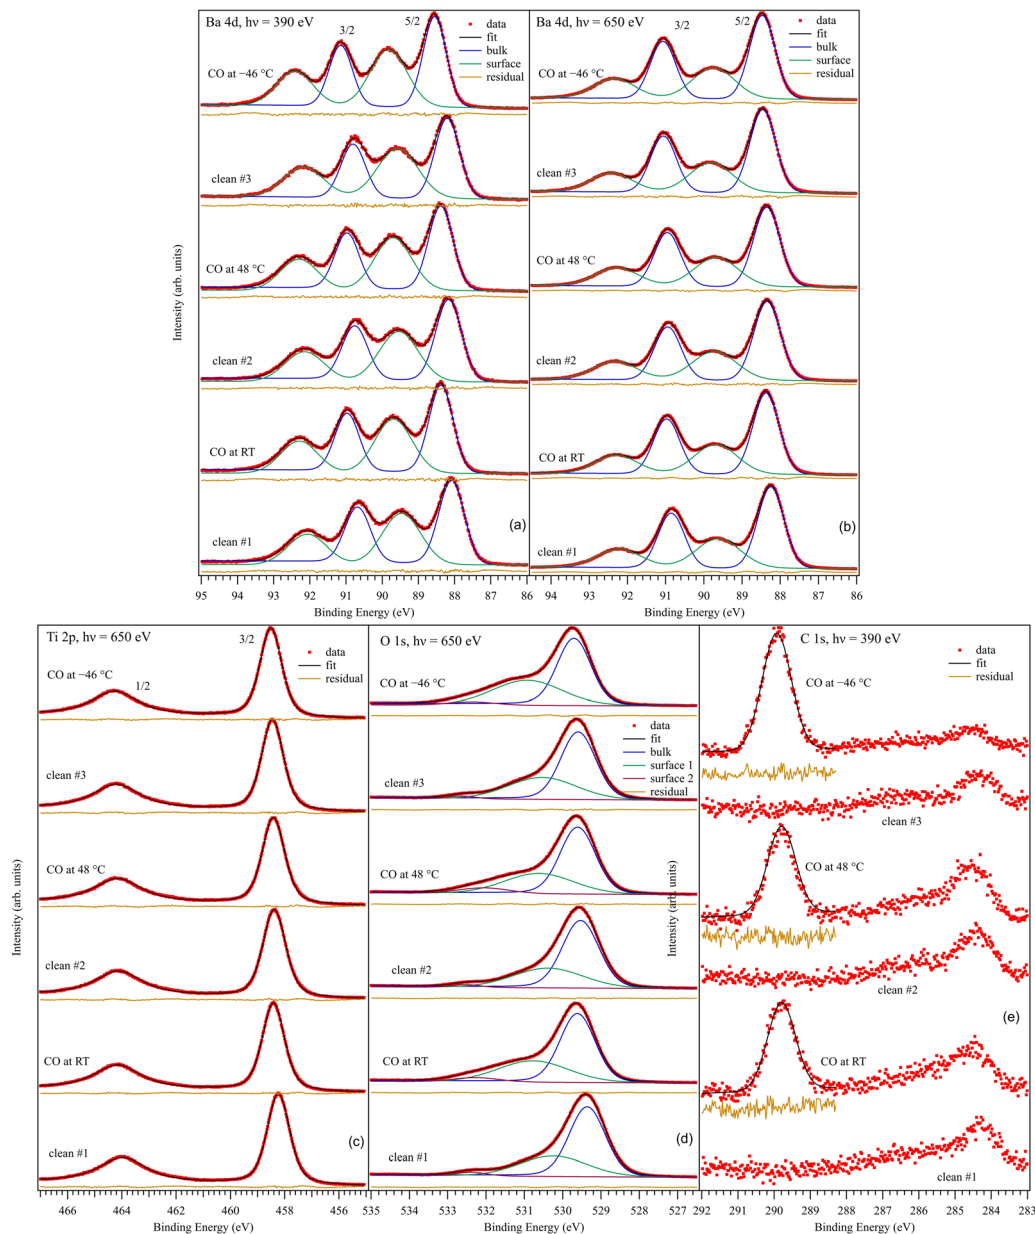 Ba 4d, hν = 390 eV
3/2
5/2
data
fit
bulk
surface
residual
CO at −46 °C
clean #3
CO at 48 °C
clean #2
CO at RT
clean #1
(a)
Intensity (arb. units)
95 94 93 92 91 90 89 88 87 86
Binding Energy (eV)
Ba 4d, hν = 650 eV
3/2
5/2
data
fit
bulk
surface
residual
CO at −46 °C
clean #3
CO at 48 °C
clean #2
CO at RT
clean #1
(b)
94 93 92 91 90 89 88 87 86
Binding Energy (eV)
Ti 2p, hν = 650 eV
3/2
1/2
data
fit
residual
CO at −46 °C
clean #3
CO at 48 °C
clean #2
CO at RT
clean #1
(c)
Intensity (arb. units)
466 464 462 460 458 456
Binding Energy (eV)
O 1s, hν = 650 eV
CO at −46 °C
data
fit
bulk
surface 1
surface 2
residual
clean #3
CO at 48 °C
clean #2
CO at RT
clean #1
(d)
534 533 532 531 530 529 528 527
Binding Energy (eV)
C 1s, hν = 390 eV
data
fit
residual
CO at −46 °C
clean #3
CO at 48 °C
clean #2
CO at RT
clean #1
(e)
Intensity (arb. units)
292 291 290 289 288 287 286 285 284 283
Binding Energy (eV)